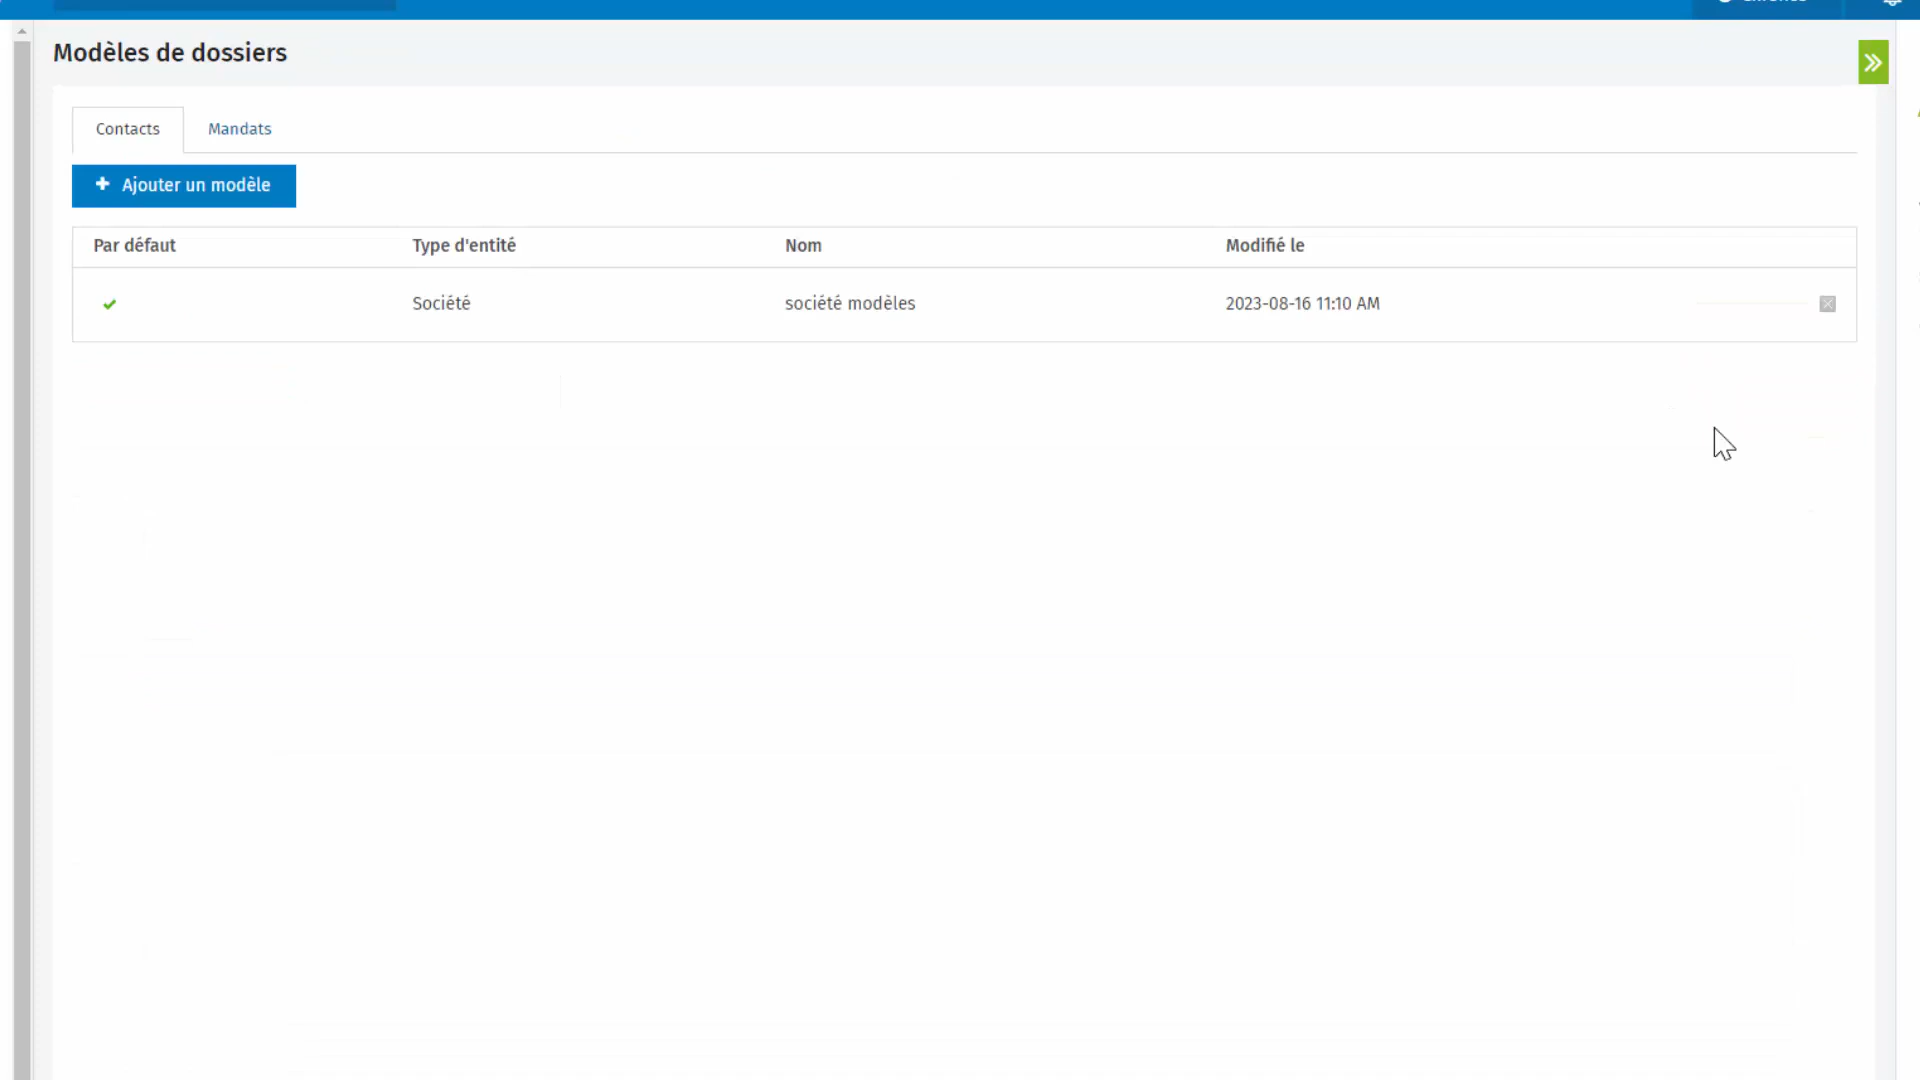 Modèles de dossiers
Contacts
Mandats
Ajouter un modèle
Par défaut
Type d'entité
Nom
Modifié le
Société
société modèles
2023-08-16 11:10 AM